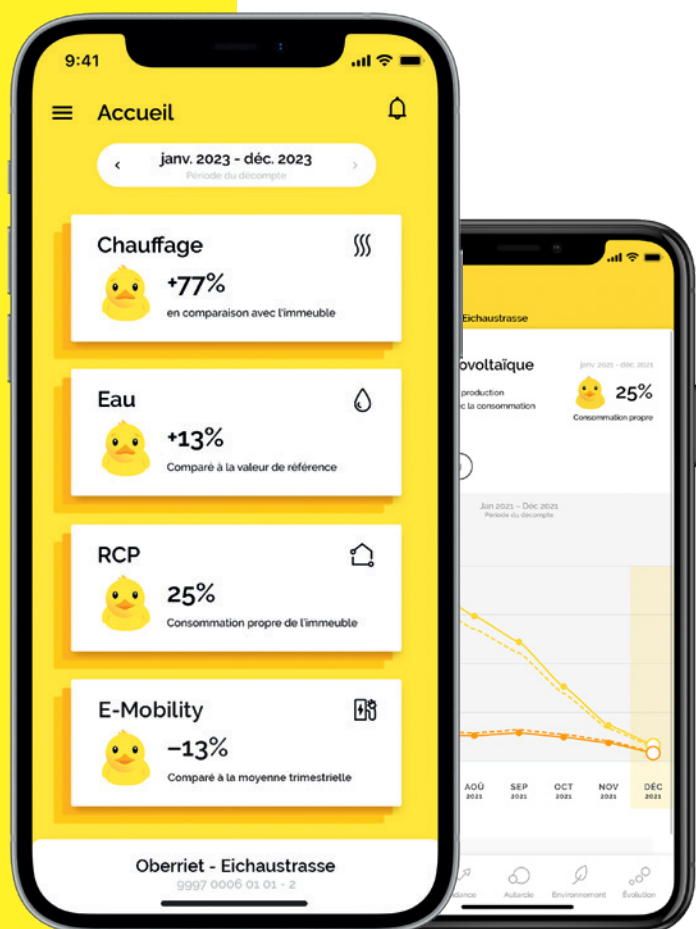 9:41
Accueil
janv. 2023 - déc. 2023
Période du décompte
Chauffage
+77%
en comparaison avec l'immeuble
Eau
+13%
Comparé à la valeur de référence
RCP
25%
Consommation propre de l'immeuble
E-Mobility
–13%
Comparé à la moyenne trimestrielle
Oberriet - Eichaustrasse
9997 0006 01 01 - 2
Eichaustrasse
ovoltaïque
janv 2021 - déc. 2021
production
25%
c la consommation
Consommation propre
Jan 2021 – Déc 2021
Période du décompte
AOÛ SEP OCT NOV DÉC
2021 2021 2021 2021 2021
dance Autarcie Environnement Évolution